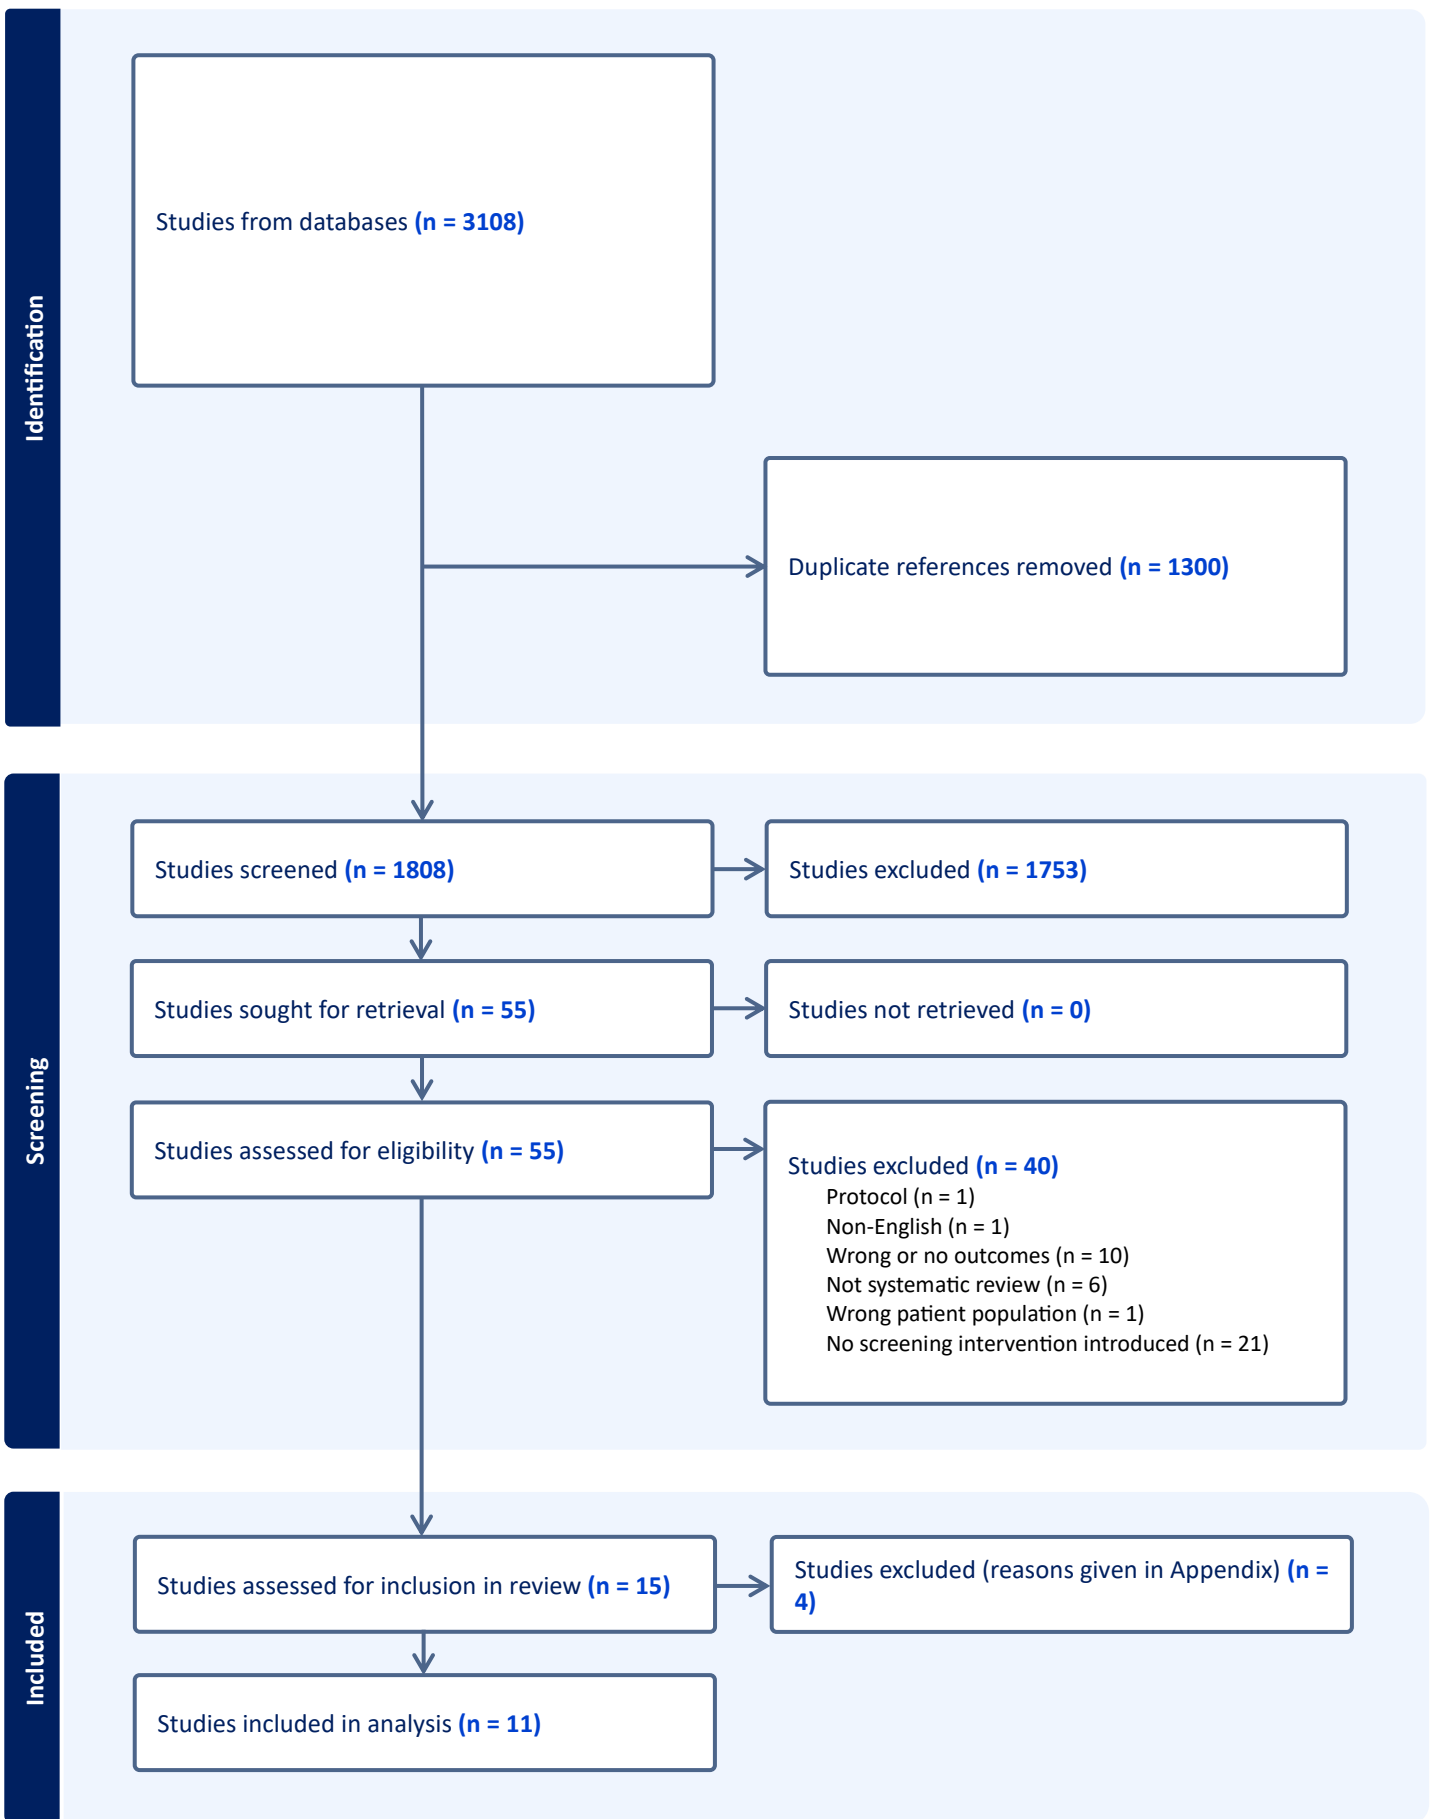 Identification
Studies from databases (n = 3108)
Duplicate references removed (n = 1300)
Screening
Studies screened (n = 1808)
Studies excluded (n = 1753)
Studies sought for retrieval (n = 55)
Studies not retrieved (n = 0)
Studies assessed for eligibility (n = 55)
Studies excluded (n = 40)
Protocol (n = 1)
Non-English (n = 1)
Wrong or no outcomes (n = 10)
Not systematic review (n = 6)
Wrong patient population (n = 1)
No screening intervention introduced (n = 21)
Included
Studies assessed for inclusion in review (n = 15)
Studies excluded (reasons given in Appendix) (n =
4)
Studies included in analysis (n = 11)